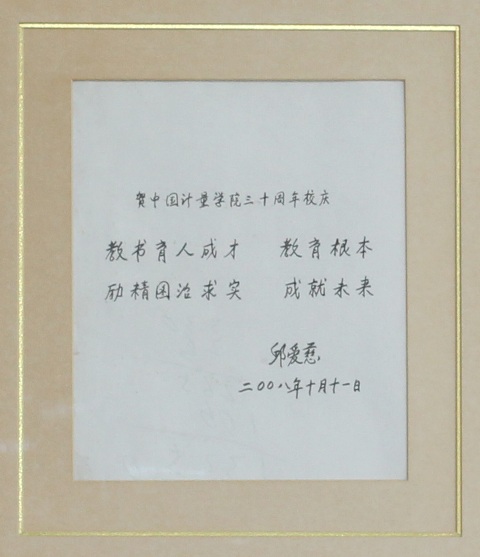 贺中国计量学院三十周年校庆
教书育人成才 教育根本
励精图治求实 成就未来
邱爱慈
二〇〇八年十月十一日